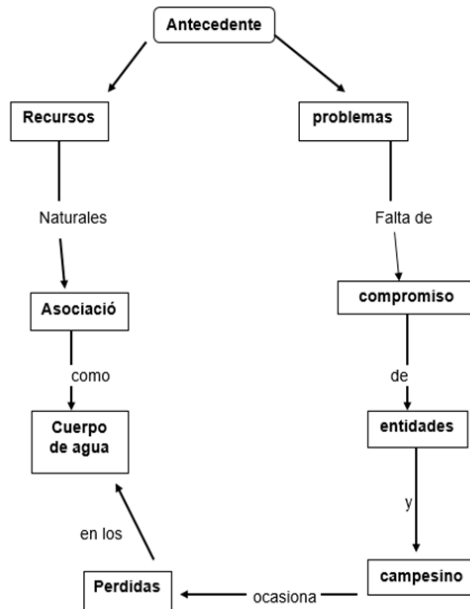 Antecedente
Recursos
problemas
Naturales
Falta de
Asociació
compromiso
como
de
Cuerpo
de agua
entidades
y
en los
campesino
Perdidas
ocasiona